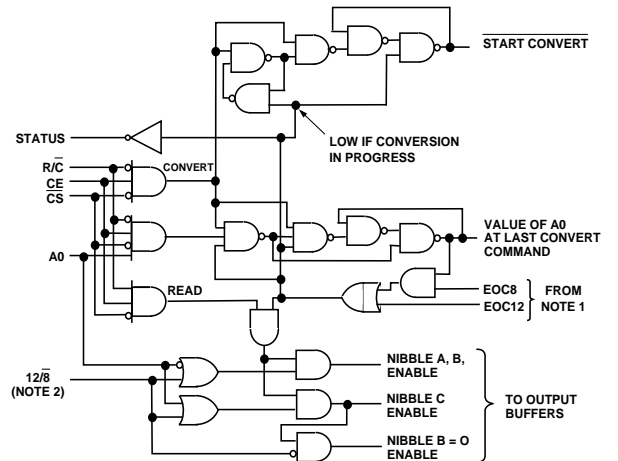 START CONVERT
STATUS
LOW IF CONVERSION
IN PROGRESS
R/C̅
CONVERT
CE
CS
VALUE OF A0
AT LAST CONVERT
COMMAND
A0
READ
EOC8
EOC12
FROM
NOTE 1
12/8̅
(NOTE 2)
NIBBLE A, B,
ENABLE
NIBBLE C
ENABLE
NIBBLE B = O
ENABLE
TO OUTPUT
BUFFERS